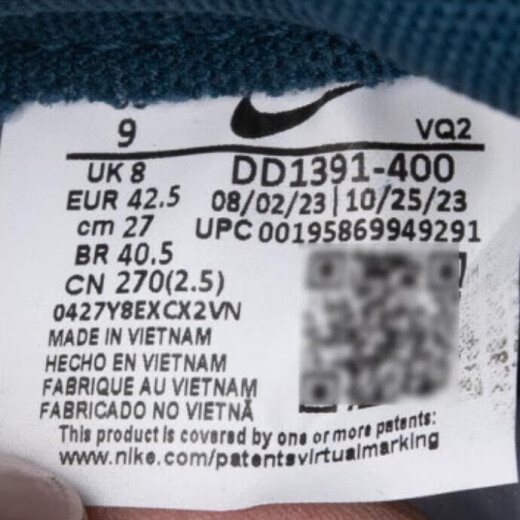 9 VQ2
UK 8 DD1391-400
EUR 42.5 08/02/23|10/25/23
cm 27 UPC 00195869949291
BR 40.5
CN 270(2.5)
0427Y8EXCX2VN
MADE IN VIETNAM
HECHO EN VIETNAM
FABRIQUE AU VIETNAM
FABRICADO NO VIETNÃ
This product is covered by one or more patents:
www.nike.com/patentsvirtualmarking